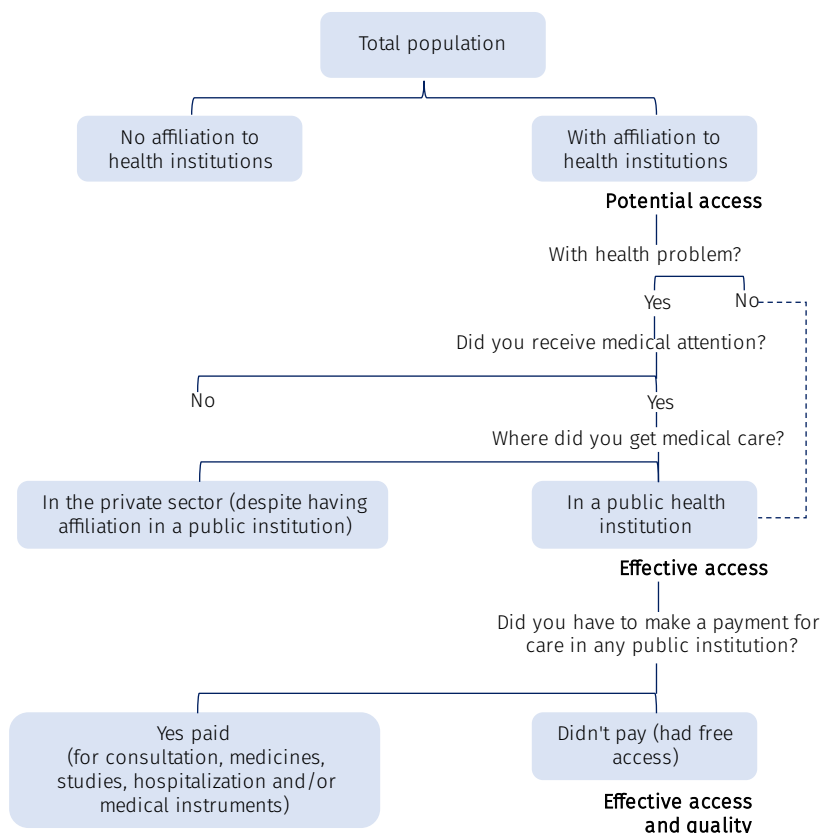 Total population
No affiliation to
health institutions
With affiliation to
health institutions
Potential access
With health problem?
Yes
No
Did you receive medical attention?
No
Yes
Where did you get medical care?
In the private sector (despite having
affiliation in a public institution)
In a public health
institution
Effective access
Did you have to make a payment for
care in any public institution?
Yes paid
(for consultation, medicines,
studies, hospitalization and/or
medical instruments)
Didn't pay (had free
access)
Effective access
and quality